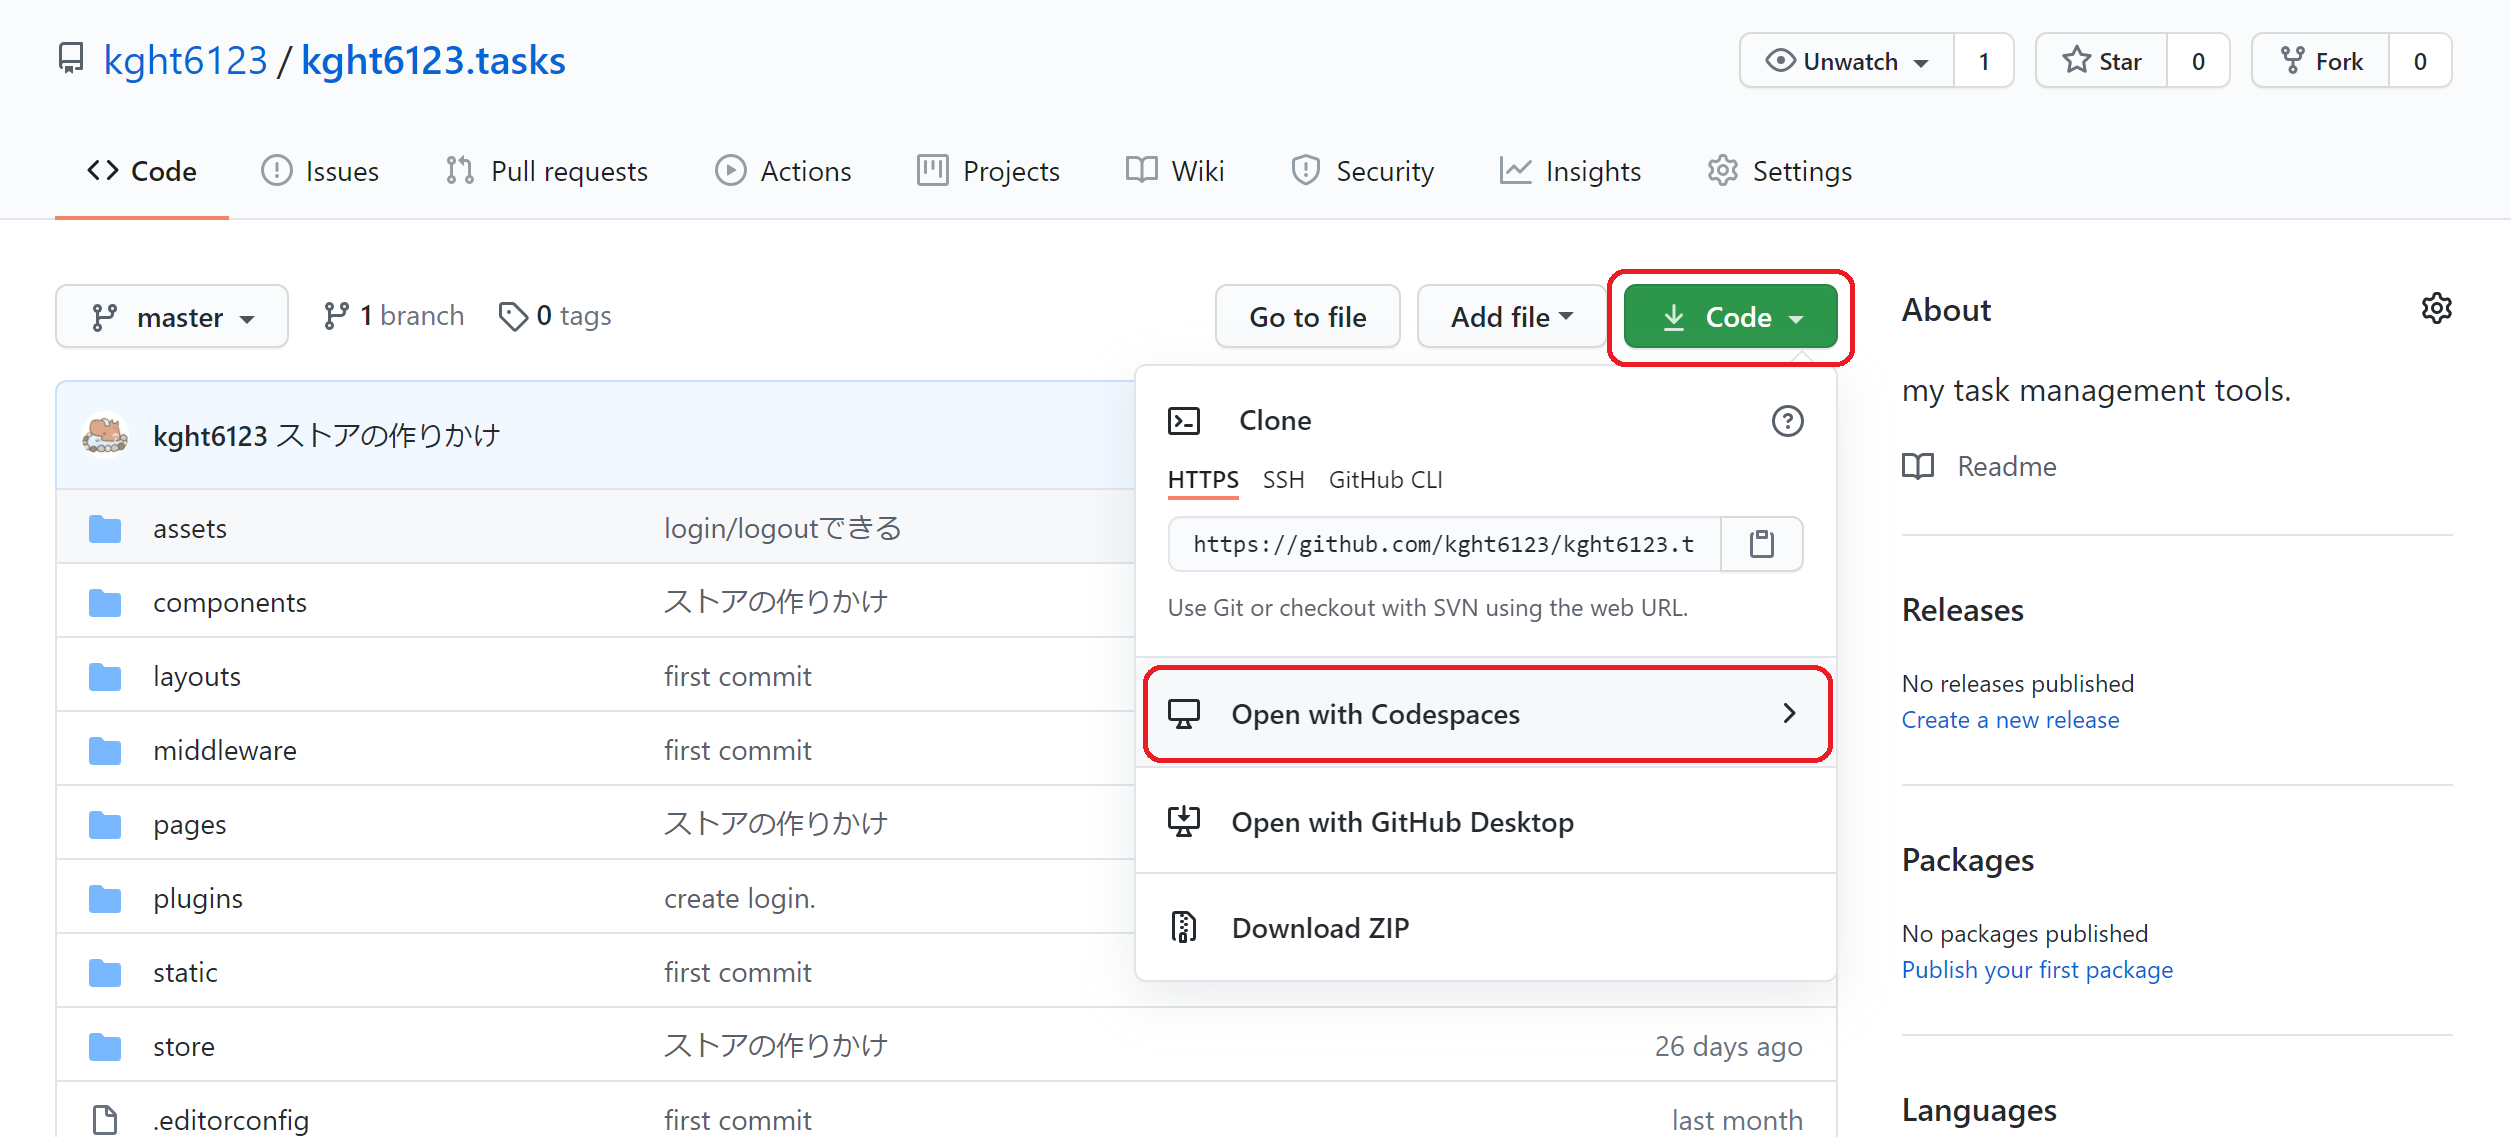 kght6123 / kght6123.tasks
Unwatch 1 Star 0 Fork 0
Code Issues Pull requests Actions Projects Wiki Security Insights Settings
master 1 branch 0 tags Go to file Add file Code
kght6123 ストアの作りかけ
assets login/logoutできる
components ストアの作りかけ
layouts first commit
middleware first commit
pages ストアの作りかけ
plugins create login.
static first commit
store ストアの作りかけ 26 days ago
.editorconfig first commit last month
Clone
HTTPS SSH GitHub CLI
https://github.com/kght6123/kght6123.t
Use Git or checkout with SVN using the web URL.
Open with Codespaces
Open with GitHub Desktop
Download ZIP
About
my task management tools.
Readme
Releases
No releases published
Create a new release
Packages
No packages published
Publish your first package
Languages